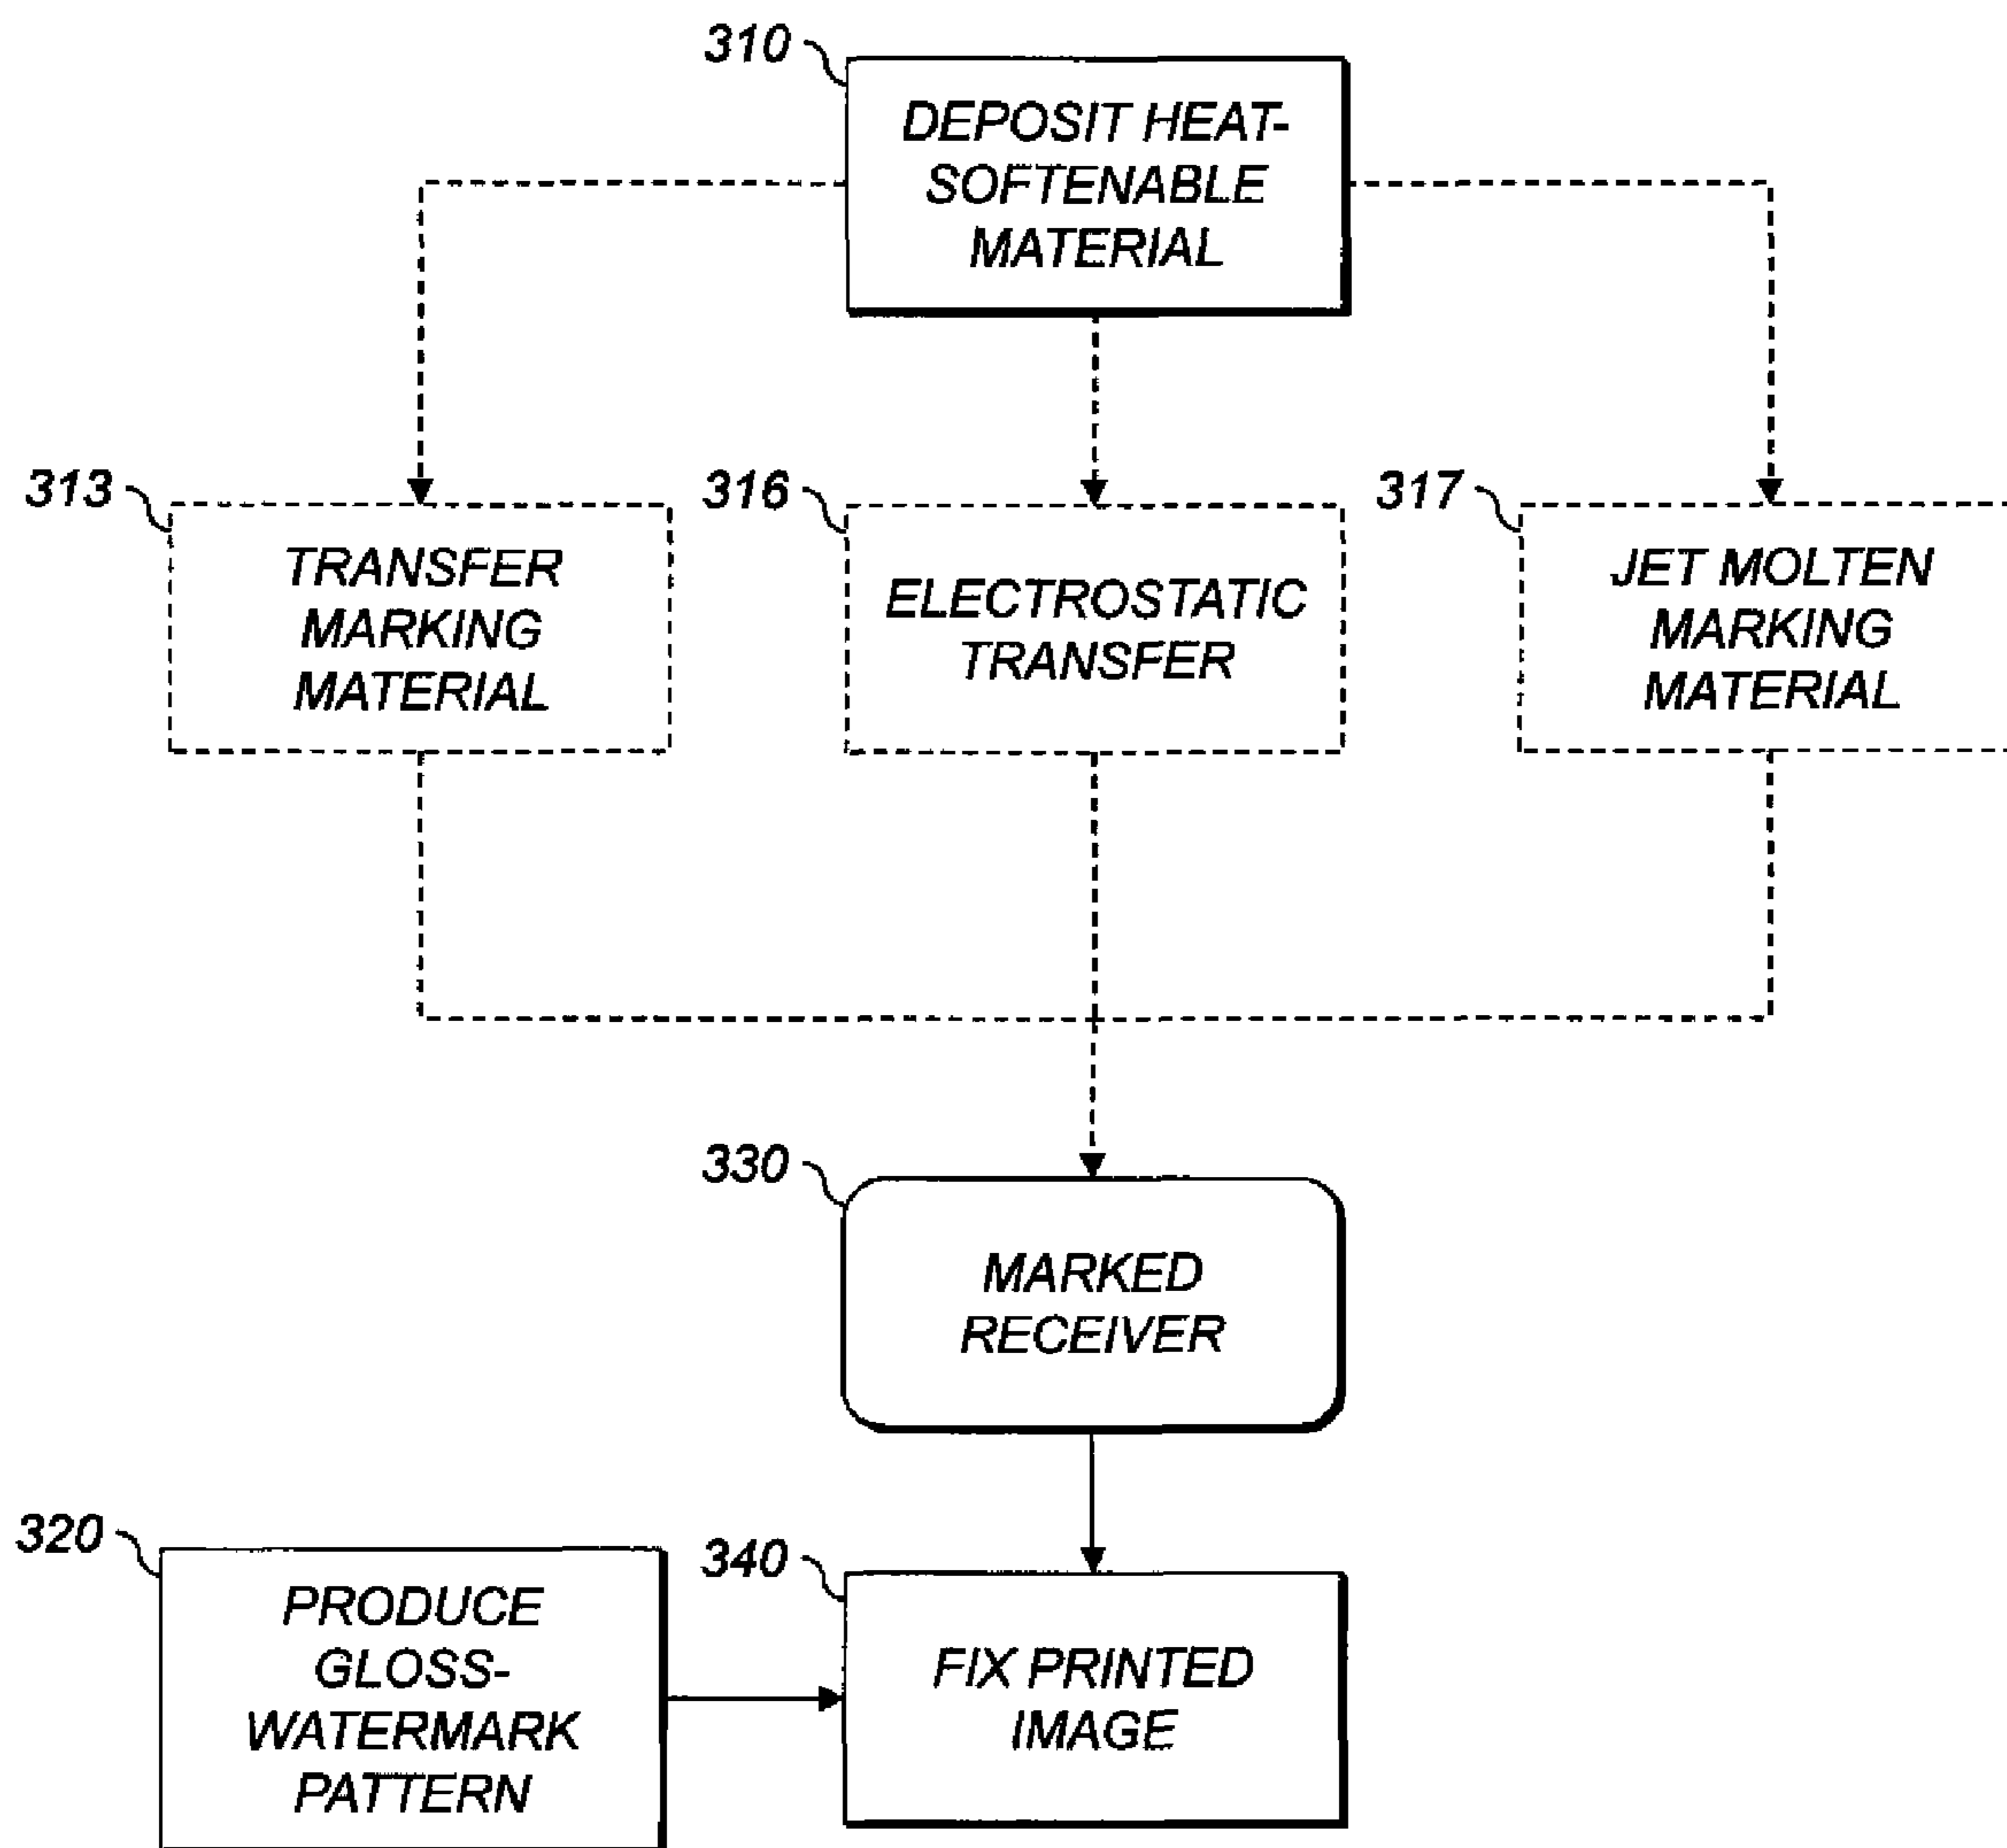 310
DEPOSIT HEAT-
SOFTENABLE
MATERIAL
313
TRANSFER
MARKING
MATERIAL
316
ELECTROSTATIC
TRANSFER
317
JET MOLTEN
MARKING
MATERIAL
330
MARKED
RECEIVER
320
PRODUCE
GLOSS-
WATERMARK
PATTERN
340
FIX PRINTED
IMAGE